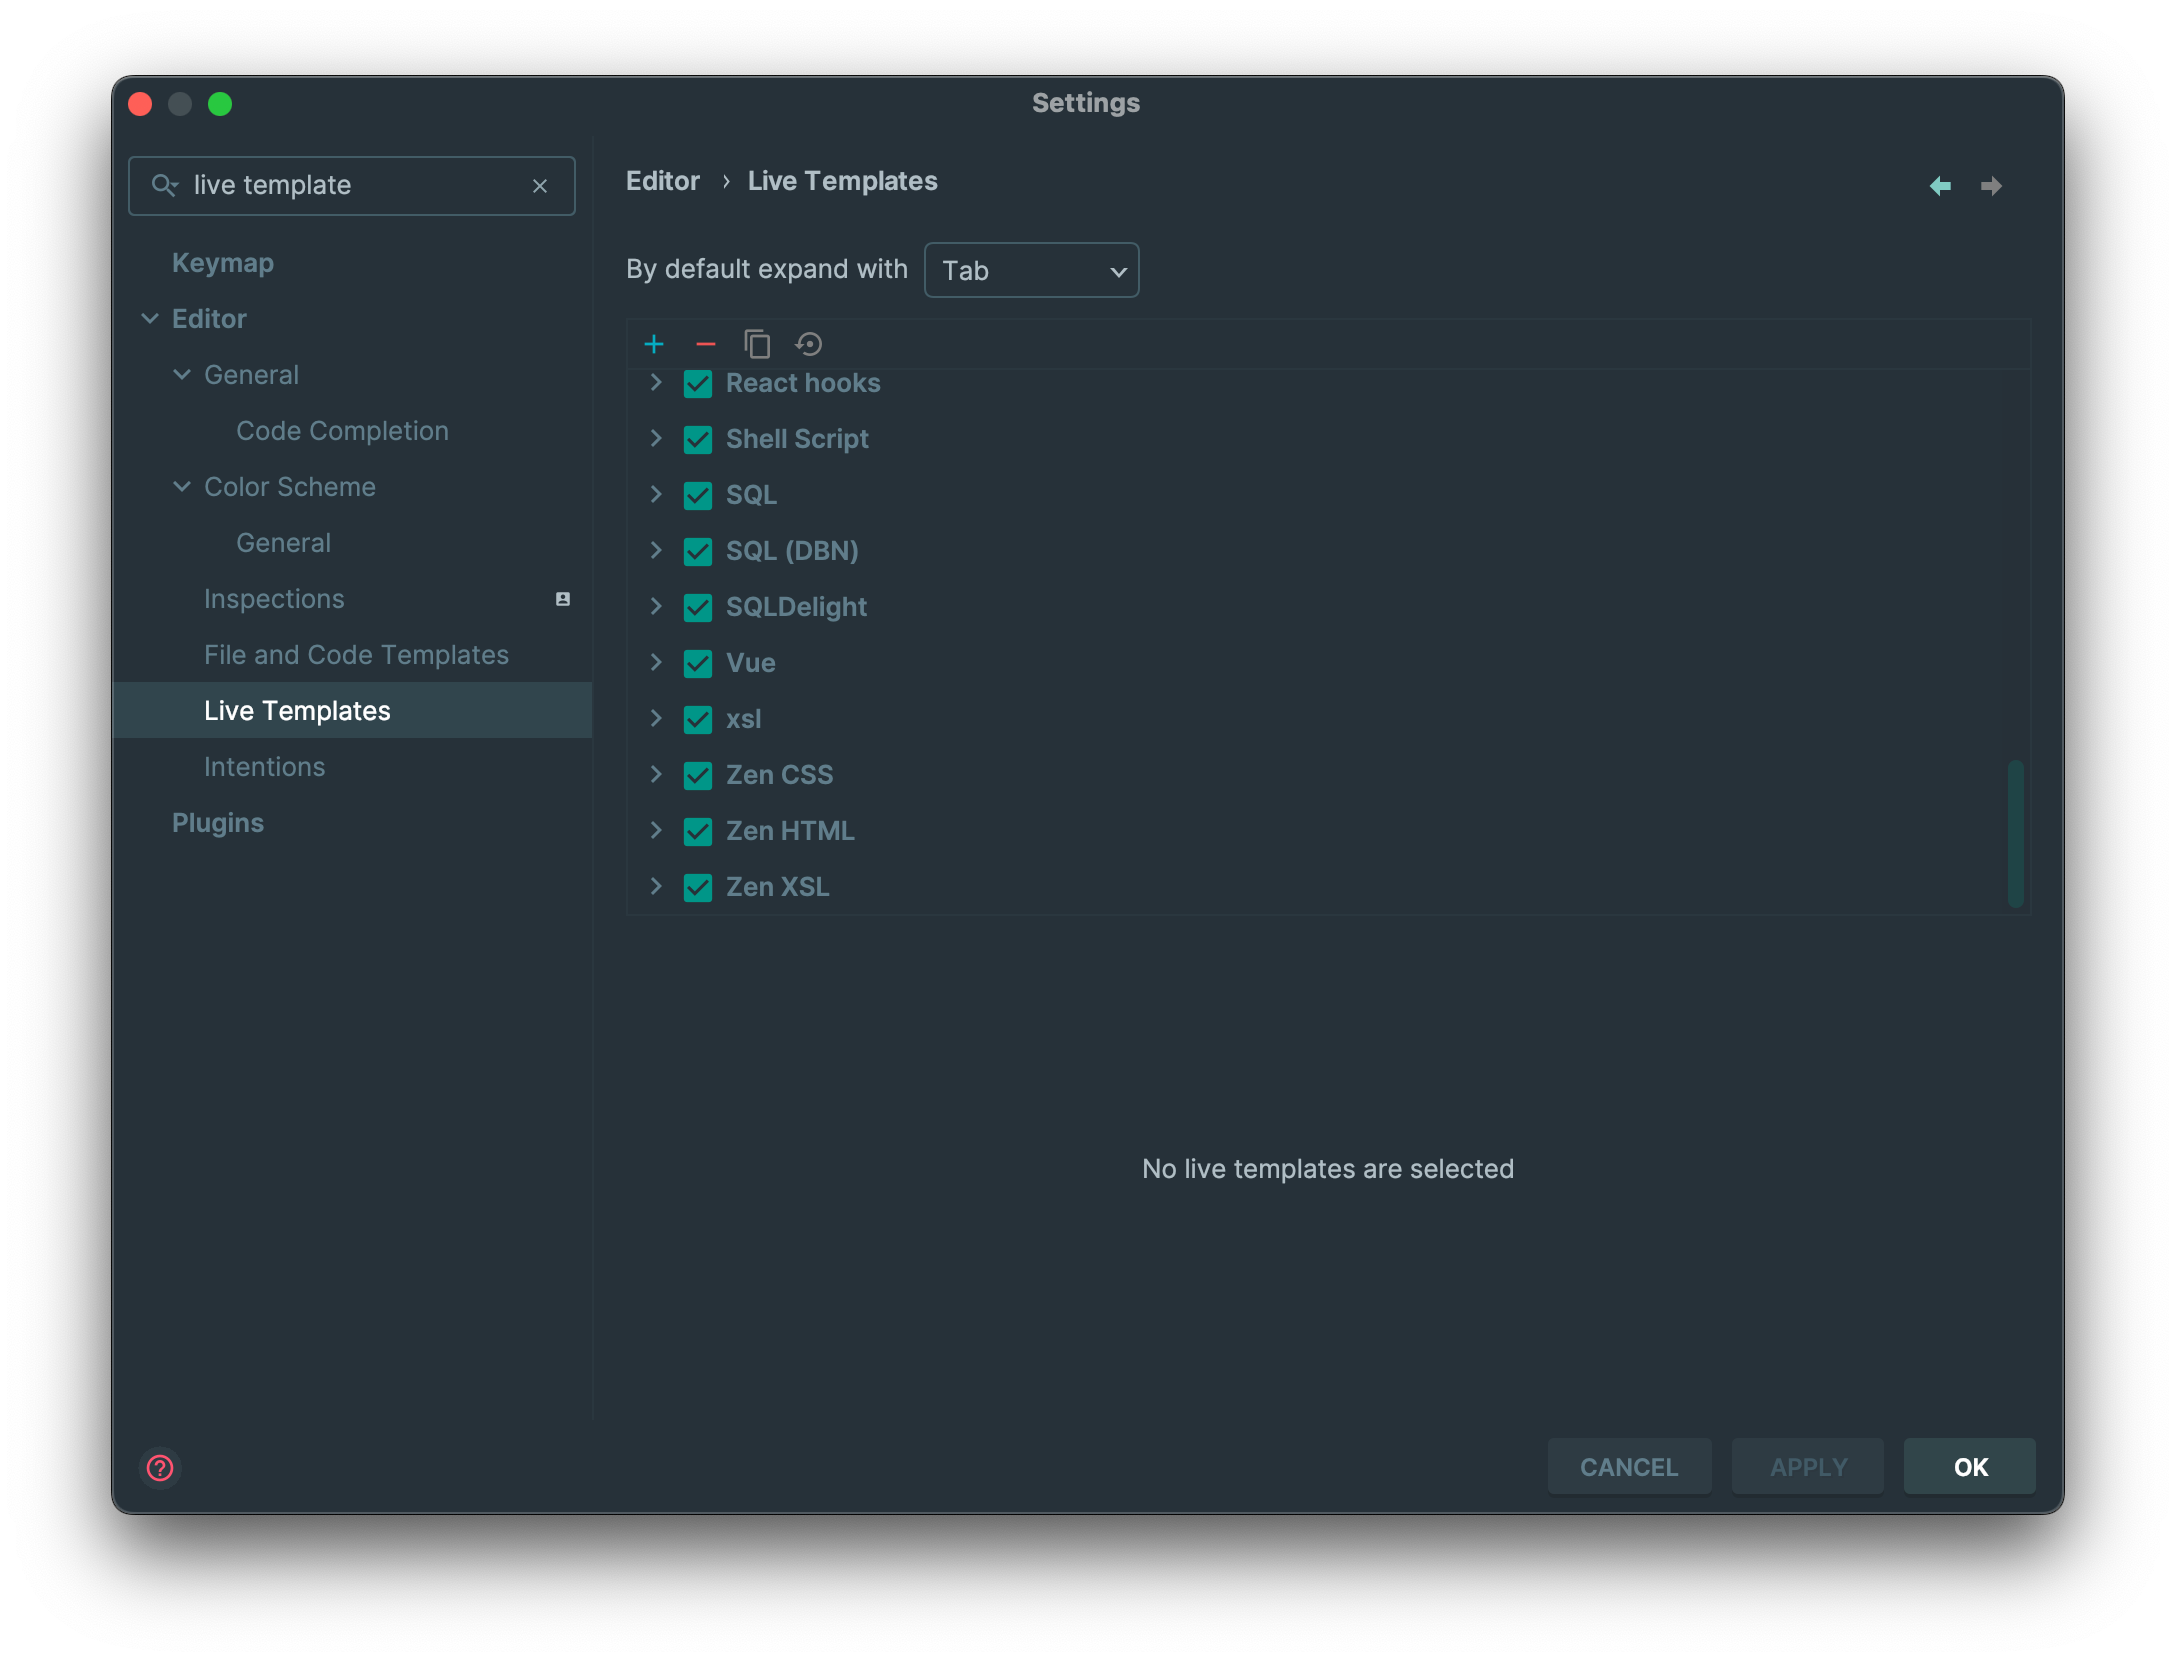 Settings
live template
Keymap
Editor
General
Code Completion
Color Scheme
General
Inspections
File and Code Templates
Live Templates
Intentions
Plugins
Editor › Live Templates
By default expand with Tab
React hooks
Shell Script
SQL
SQL (DBN)
SQLDelight
Vue
xsl
Zen CSS
Zen HTML
Zen XSL
No live templates are selected
CANCEL APPLY OK